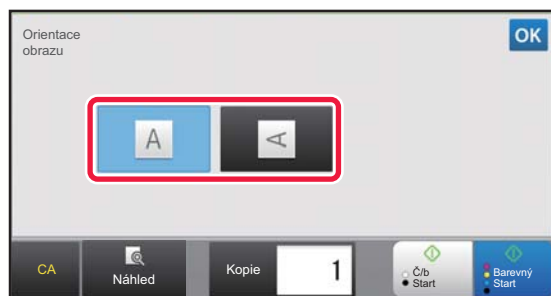 Orientace
obrazu
OK
A
A
CA
Náhled
Kopie
1
Č/b
Start
Barevný
Start